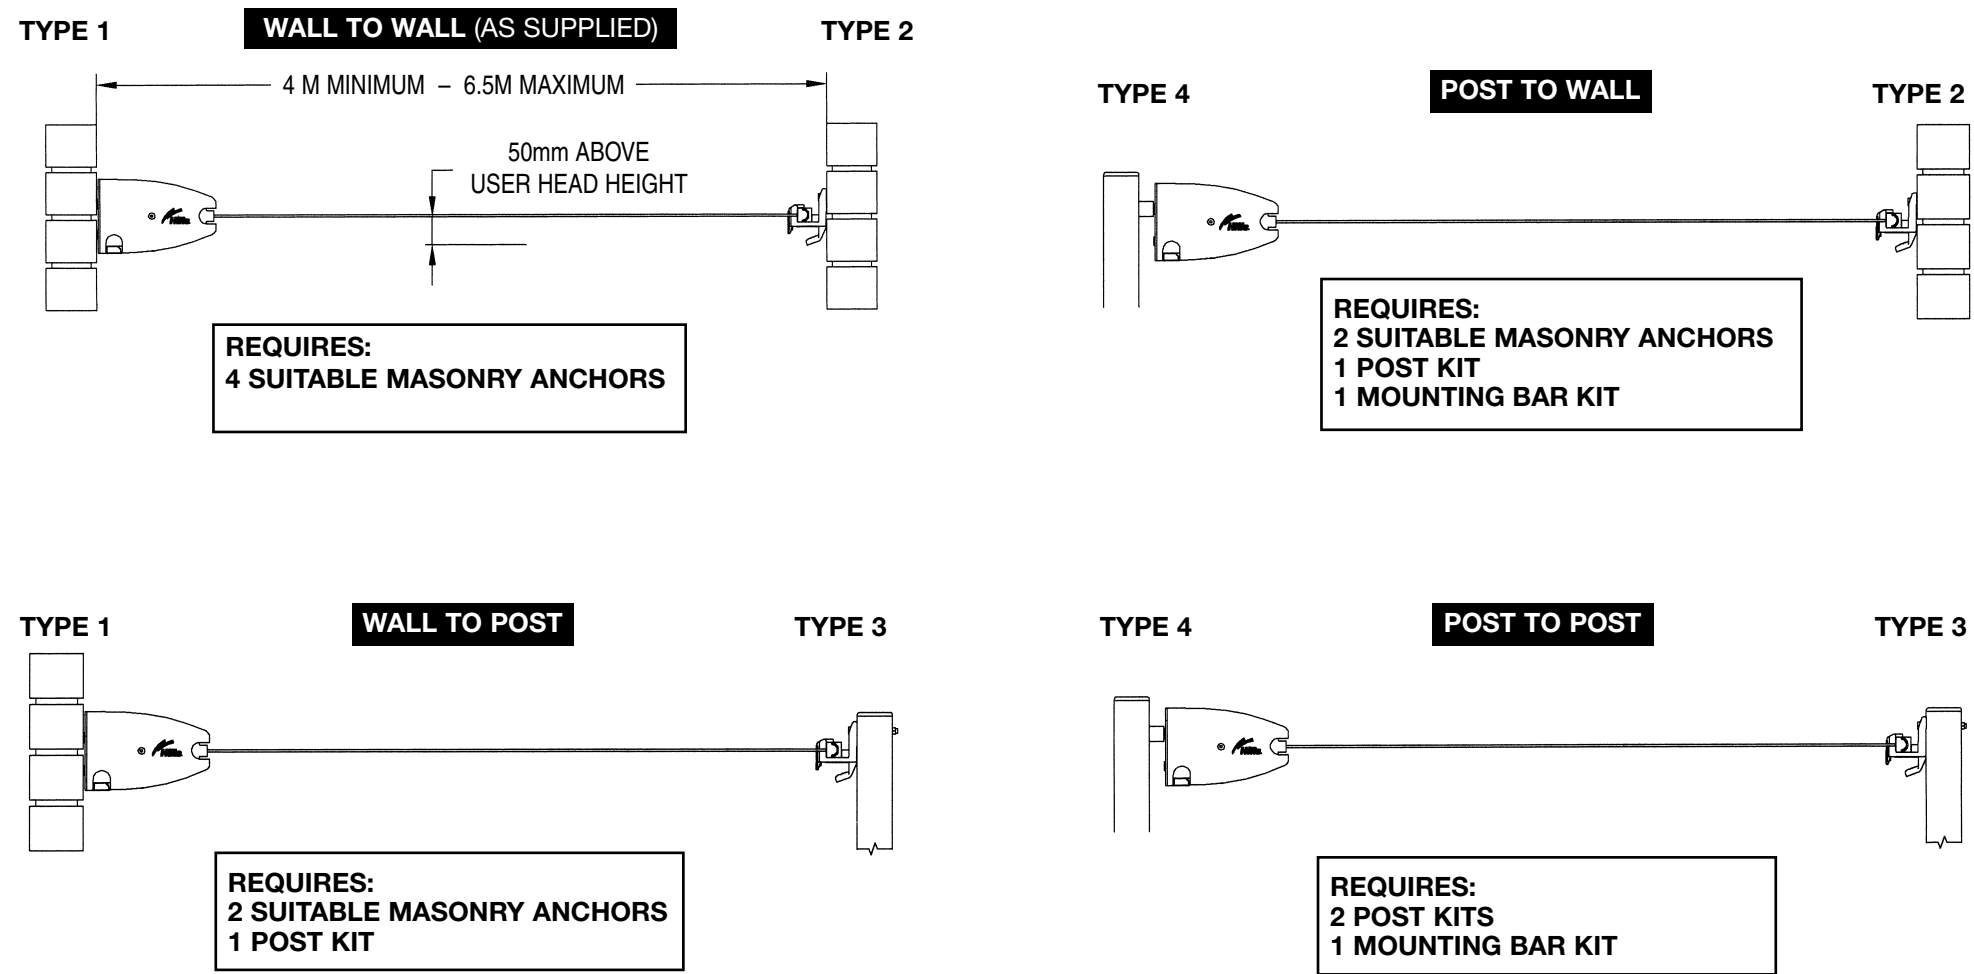 TYPE 1
WALL TO WALL (AS SUPPLIED)
TYPE 2
4 M MINIMUM – 6.5M MAXIMUM
50mm ABOVE
USER HEAD HEIGHT
REQUIRES:
4 SUITABLE MASONRY ANCHORS
TYPE 4
POST TO WALL
TYPE 2
REQUIRES:
2 SUITABLE MASONRY ANCHORS
1 POST KIT
1 MOUNTING BAR KIT
TYPE 1
WALL TO POST
TYPE 3
REQUIRES:
2 SUITABLE MASONRY ANCHORS
1 POST KIT
TYPE 4
POST TO POST
TYPE 3
REQUIRES:
2 POST KITS
1 MOUNTING BAR KIT